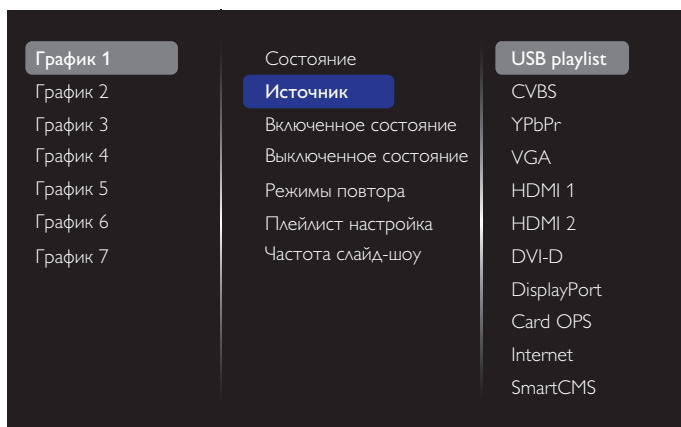 График 1
График 2
График 3
График 4
График 5
График 6
График 7
Состояние
Источник
Включенное состояние
Выключенное состояние
Режимы повтора
Плейлист настройка
Частота слайд-шоу
USB playlist
CVBS
YPbPr
VGA
HDMI 1
HDMI 2
DVI-D
DisplayPort
Card OPS
Internet
SmartCMS